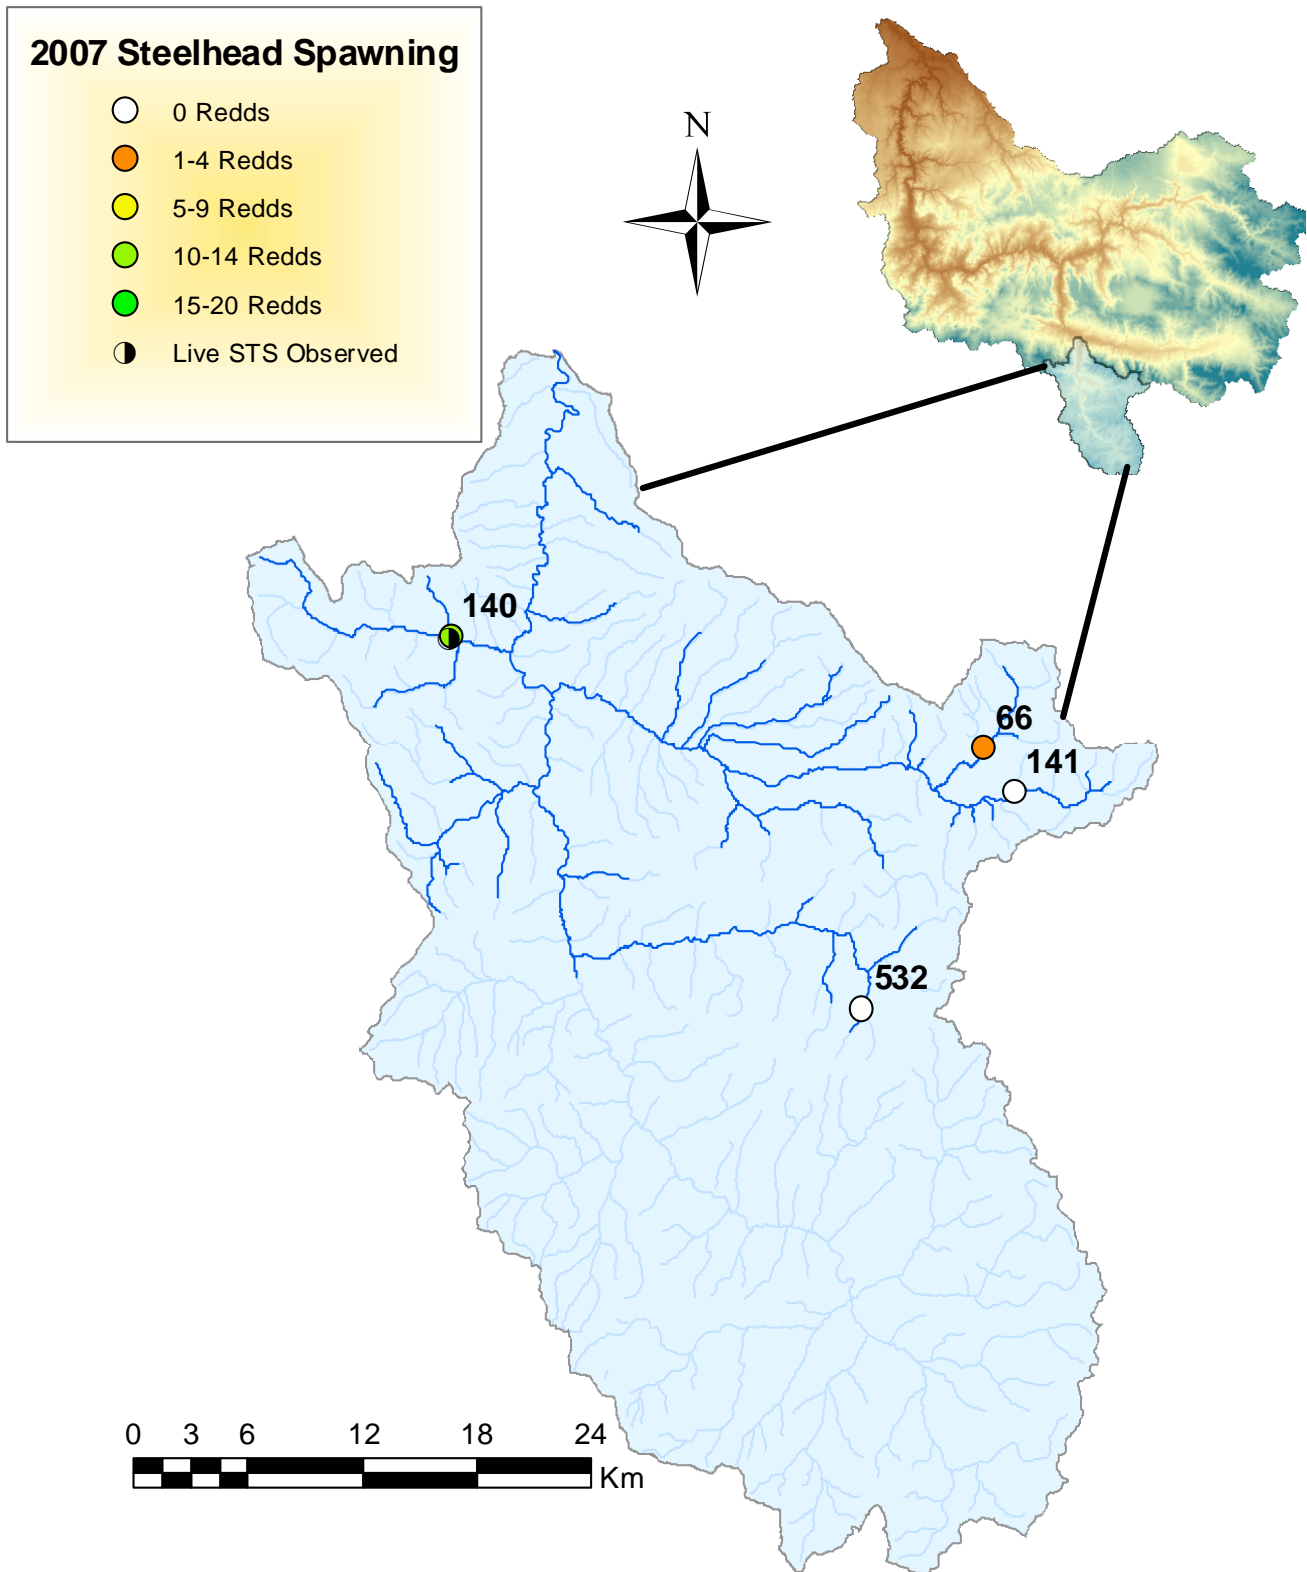 2007 Steelhead Spawning
0 Redds
1-4 Redds
5-9 Redds
10-14 Redds
15-20 Redds
Live STS Observed
N
140
66
141
532
0 3 6 12 18 24
Km